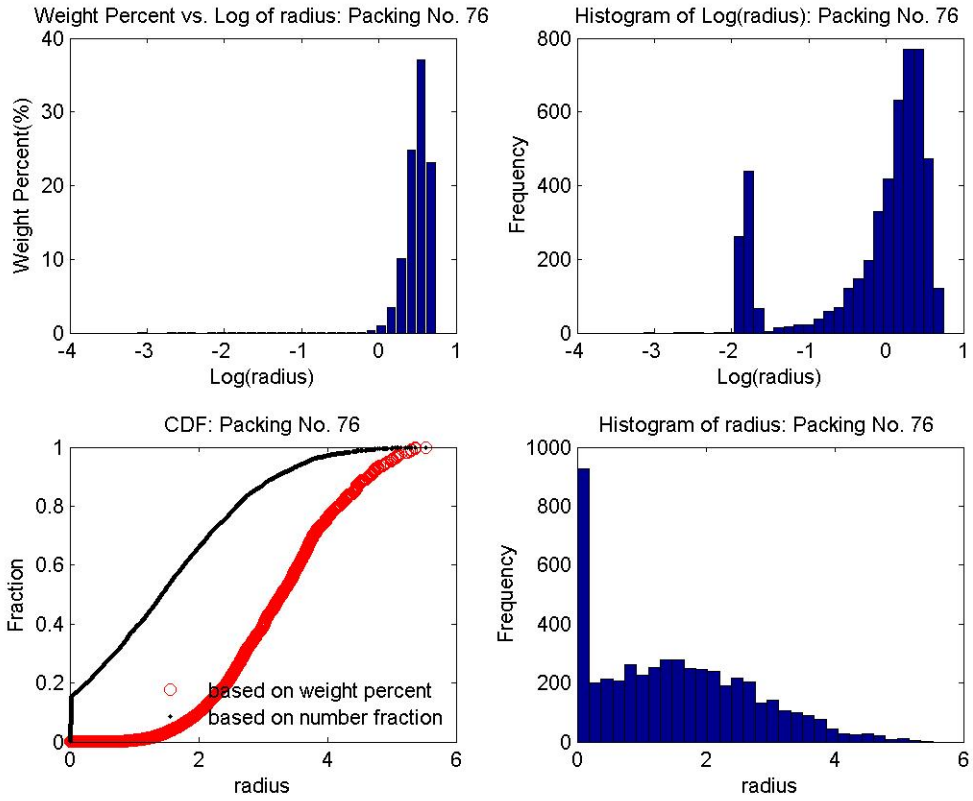 Weight Percent vs. Log of radius: Packing No. 76
Weight Percent(%)
40
30
20
10
0
-4 -3 -2 -1 0 1
Log(radius)
Histogram of Log(radius): Packing No. 76
Frequency
800
600
400
200
0
-4 -3 -2 -1 0 1
Log(radius)
CDF: Packing No. 76
Fraction
1
0.8
0.6
0.4
0.2
0
based on weight percent
based on number fraction
0 2 4 6
radius
Histogram of radius: Packing No. 76
Frequency
1000
800
600
400
200
0
0 2 4 6
radius